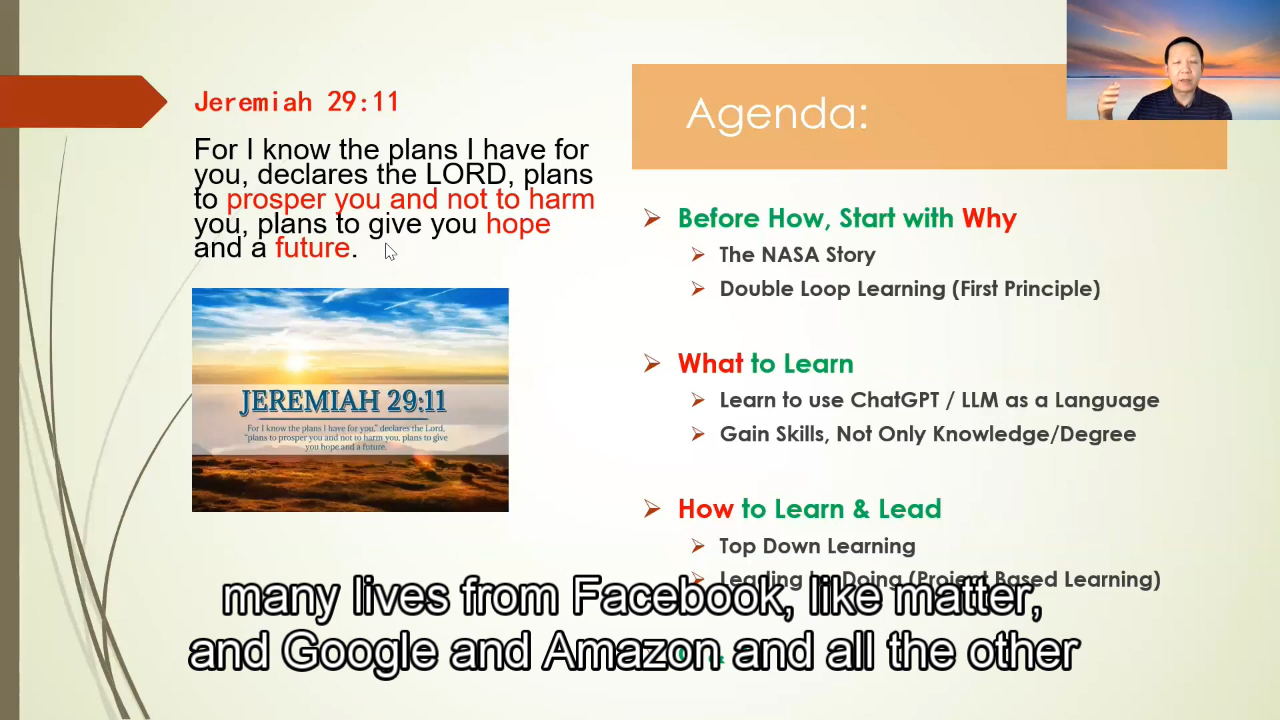 Jeremiah 29:11
For I know the plans I have for
you, declares the LORD, plans
to prosper you and not to harm
you, plans to give you hope
and a future.
JEREMIAH 29:11
For I know the plans I have for you,” declares the Lord,
“plans to prosper you and not to harm you, plans to give
you hope and a future.
Agenda:
Before How, Start with Why
The NASA Story
Double Loop Learning (First Principle)
What to Learn
Learn to use ChatGPT / LLM as a Language
Gain Skills, Not Only Knowledge/Degree
How to Learn & Lead
Top Down Learning
Leading by Doing (Project Based Learning)
many lives from Facebook, like matter,
and Google and Amazon and all the other